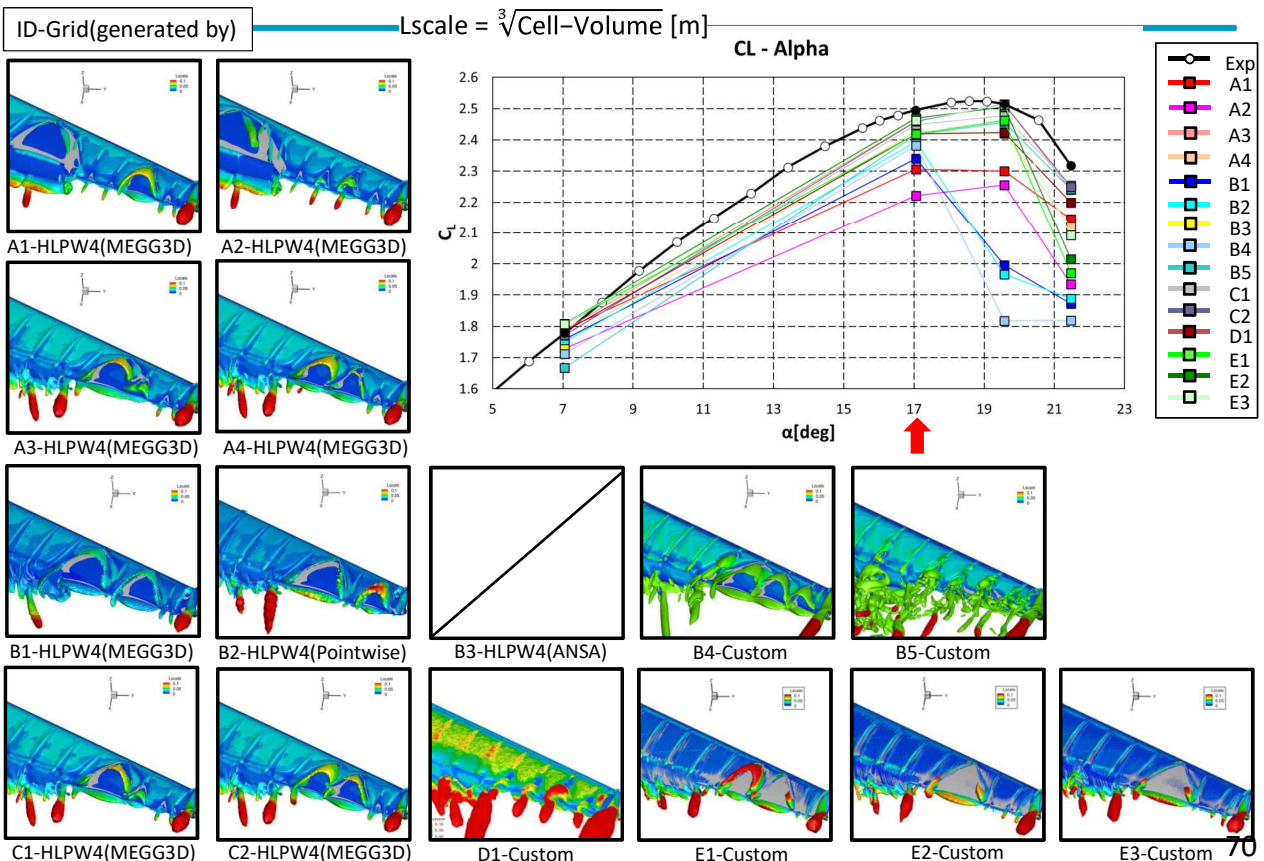 ID-Grid(generated by)
Lscale = ∛Cell−Volume [m]
CL - Alpha
2.6
2.5
2.4
2.3
2.2
2.1
2
1.9
1.8
1.7
1.6
CL
5 7 9 11 13 15 17 19 21 23
α[deg]
Exp
A1
A2
A3
A4
B1
B2
B3
B4
B5
C1
C2
D1
E1
E2
E3
A1-HLPW4(MEGG3D)
A2-HLPW4(MEGG3D)
A3-HLPW4(MEGG3D)
A4-HLPW4(MEGG3D)
B1-HLPW4(MEGG3D)
B2-HLPW4(Pointwise)
B3-HLPW4(ANSA)
B4-Custom
B5-Custom
C1-HLPW4(MEGG3D)
C2-HLPW4(MEGG3D)
D1-Custom
E1-Custom
E2-Custom
E3-Custom
70